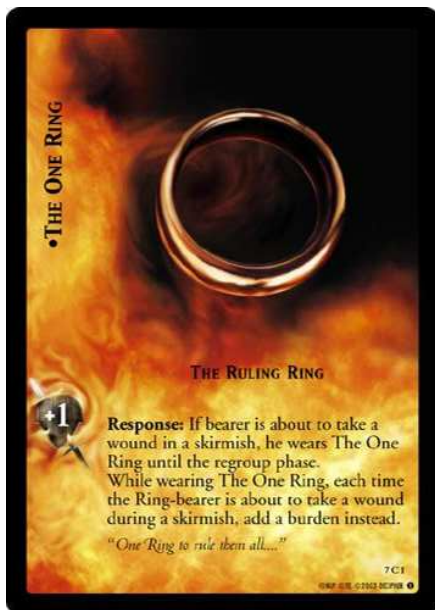 •The One Ring
The Ruling Ring
+1
Response: If bearer is about to take a
wound in a skirmish, he wears The One
Ring until the regroup phase.
While wearing The One Ring, each time
the Ring-bearer is about to take a wound
during a skirmish, add a burden instead.
“One Ring to rule them all....”
7 C 1